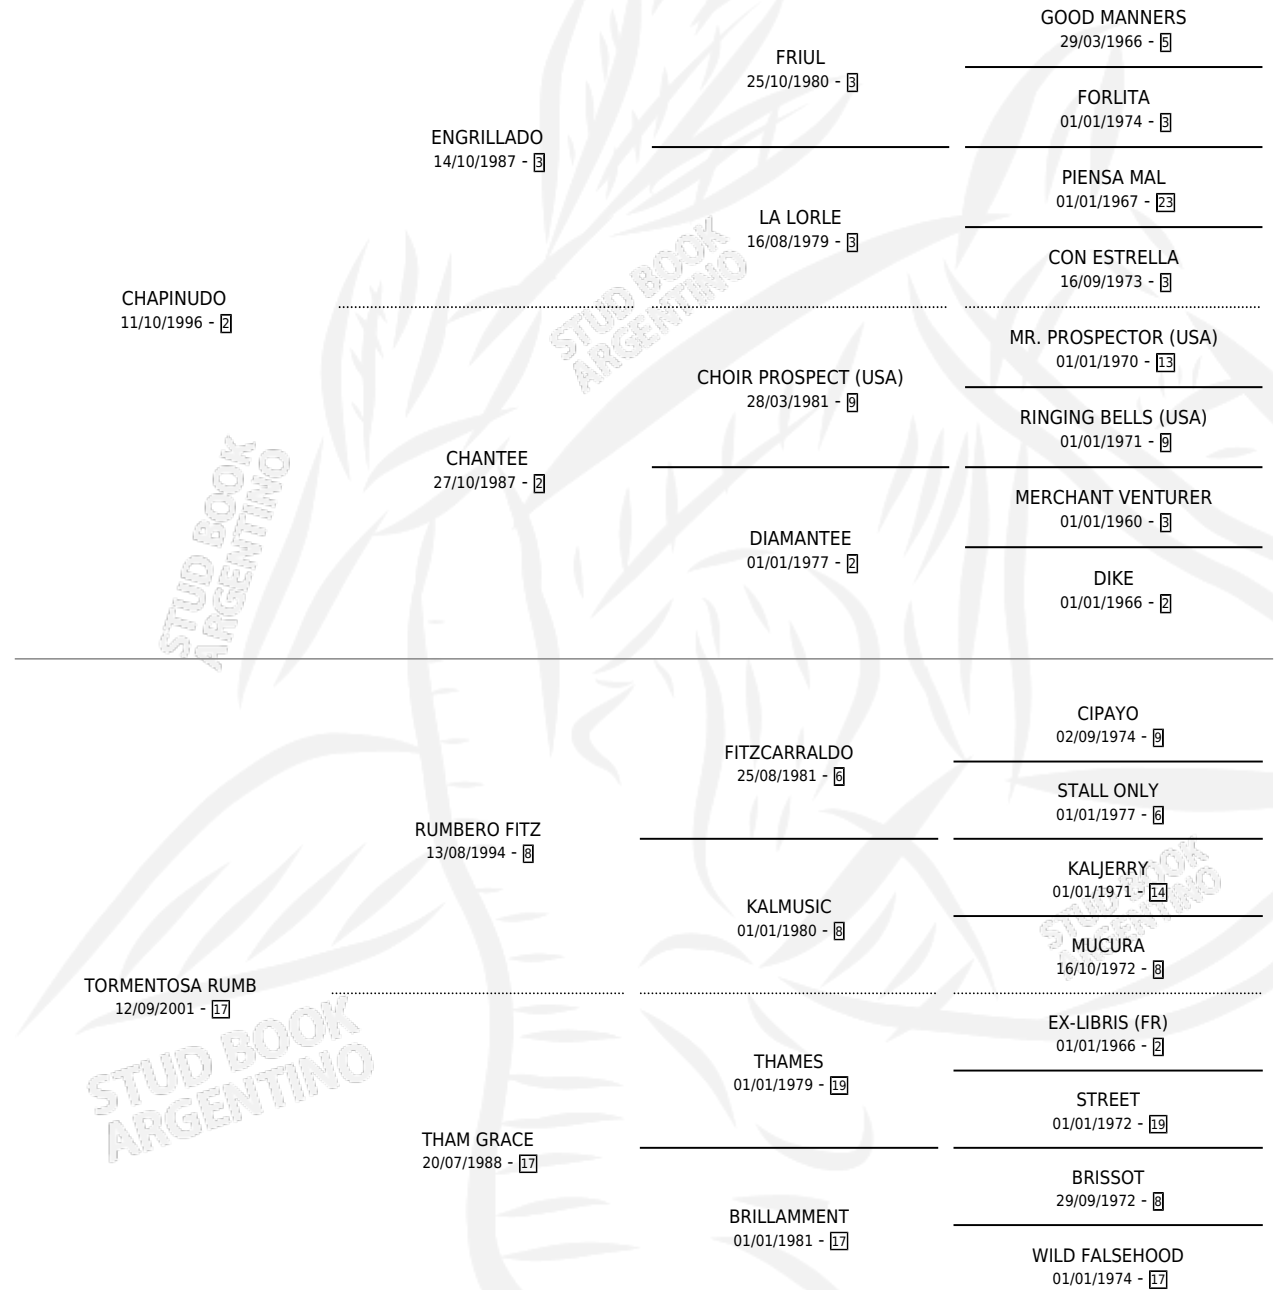 GOOD MANNERS
29/03/1966 - 5
FRIUL
25/10/1980 - 3
FORLITA
01/01/1974 - 3
ENGRILLADO
14/10/1987 - 3
PIENSA MAL
01/01/1967 - 23
LA LORLE
16/08/1979 - 3
CON ESTRELLA
16/09/1973 - 3
CHAPINUDO
11/10/1996 - 2
MR. PROSPECTOR (USA)
01/01/1970 - 13
CHOIR PROSPECT (USA)
28/03/1981 - 9
RINGING BELLS (USA)
01/01/1971 - 9
CHANTEE
27/10/1987 - 2
MERCHANT VENTURER
01/01/1960 - 3
DIAMANTEE
01/01/1977 - 2
DIKE
01/01/1966 - 2
CIPAYO
02/09/1974 - 9
FITZCARRALDO
25/08/1981 - 6
STALL ONLY
01/01/1977 - 6
RUMBERO FITZ
13/08/1994 - 8
KALJERRY
01/01/1971 - 14
KALMUSIC
01/01/1980 - 8
MUCURA
16/10/1972 - 8
TORMENTOSA RUMB
12/09/2001 - 17
EX-LIBRIS (FR)
01/01/1966 - 2
THAMES
01/01/1979 - 19
STREET
01/01/1972 - 19
THAM GRACE
20/07/1988 - 17
BRISSOT
29/09/1972 - 8
BRILLAMMENT
01/01/1981 - 17
WILD FALSEHOOD
01/01/1974 - 17
STUD BOOK
ARGENTINO
STUD BOOK
ARGENTINO
STUD BOOK
ARGENTINO
STUD BOOK
ARGENTINO